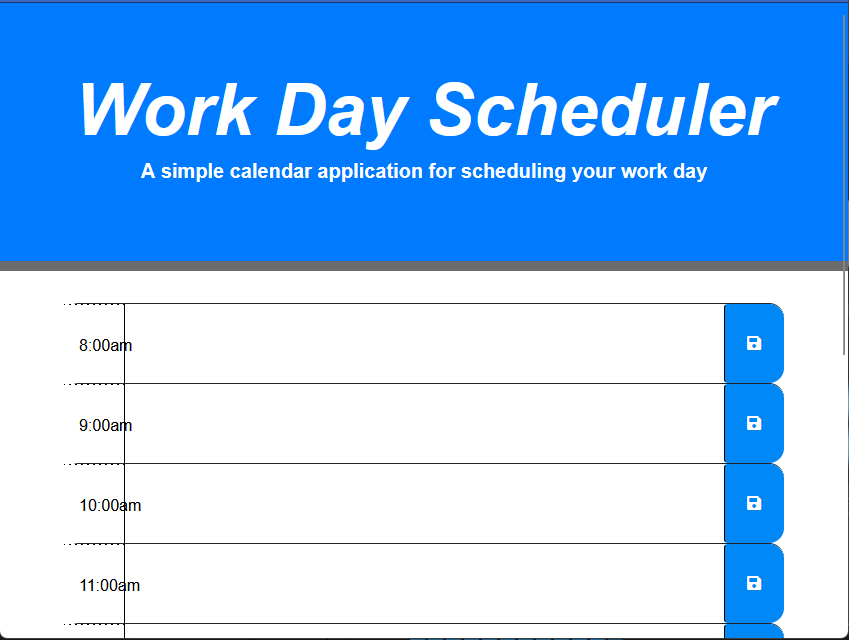 Work Day Scheduler
A simple calendar application for scheduling your work day
8:00am
9:00am
10:00am
11:00am